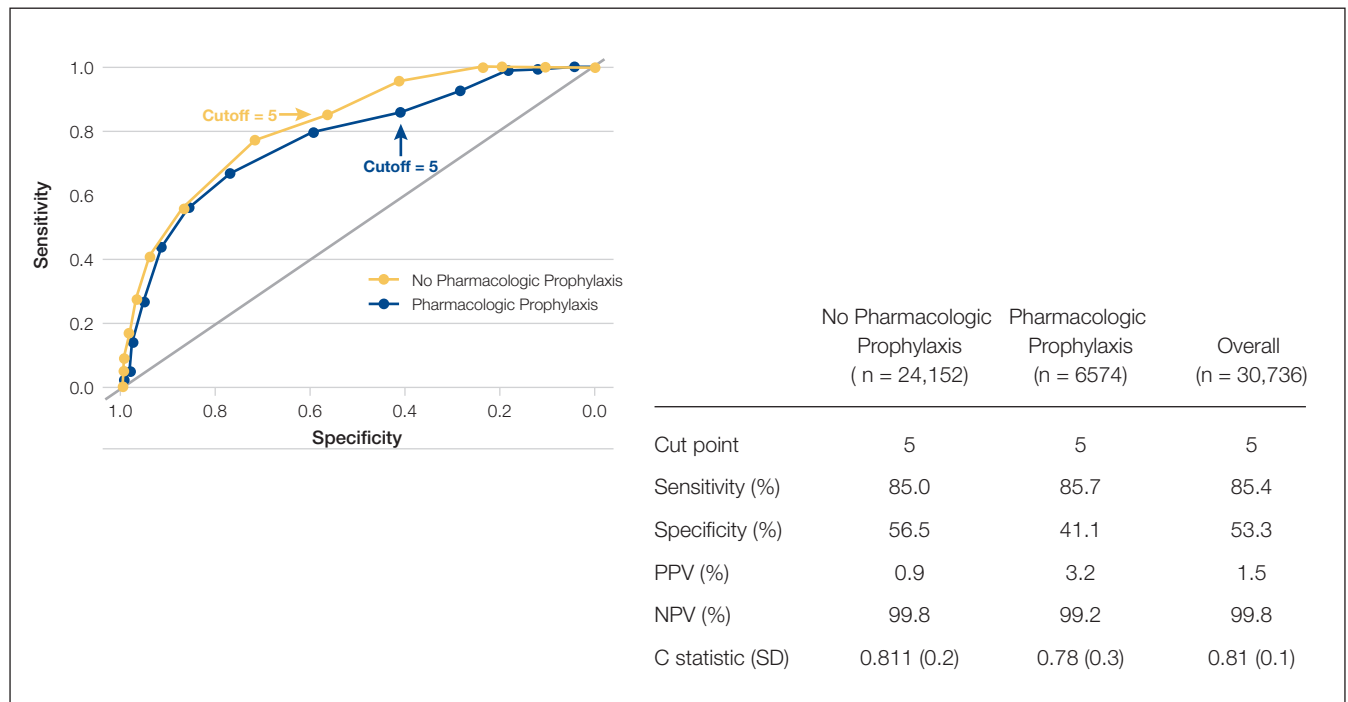 1.0
0.8
0.6
0.4
0.2
0.0
Sensitivity
Cutoff = 5
Cutoff = 5
No Pharmacologic Prophylaxis
Pharmacologic Prophylaxis
1.0 0.8 0.6 0.4 0.2 0.0
Specificity
No Pharmacologic Pharmacologic
Prophylaxis Prophylaxis Overall
( n = 24,152) (n = 6574) (n = 30,736)
Cut point 5 5 5
Sensitivity (%) 85.0 85.7 85.4
Specificity (%) 56.5 41.1 53.3
PPV (%) 0.9 3.2 1.5
NPV (%) 99.8 99.2 99.8
C statistic (SD) 0.811 (0.2) 0.78 (0.3) 0.81 (0.1)